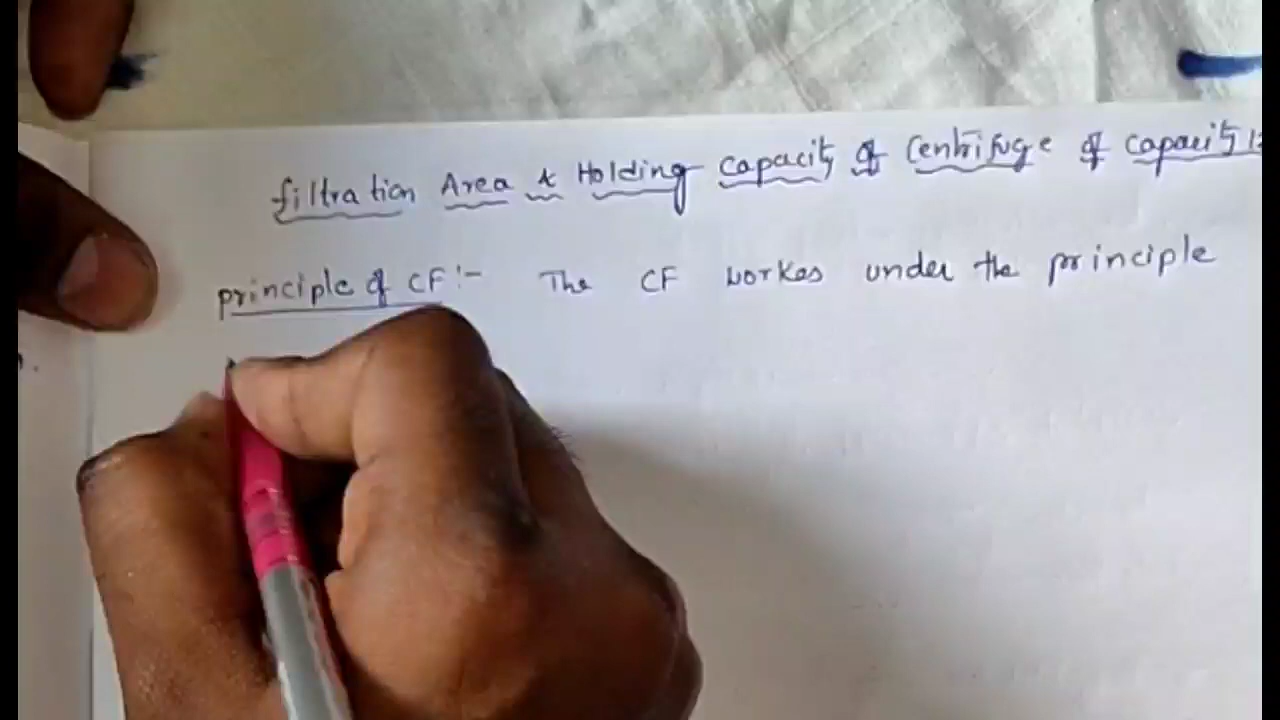 filtration Area & Holding capacity of Centrifuge of capacity
principle of CF :- The CF workes under the principle